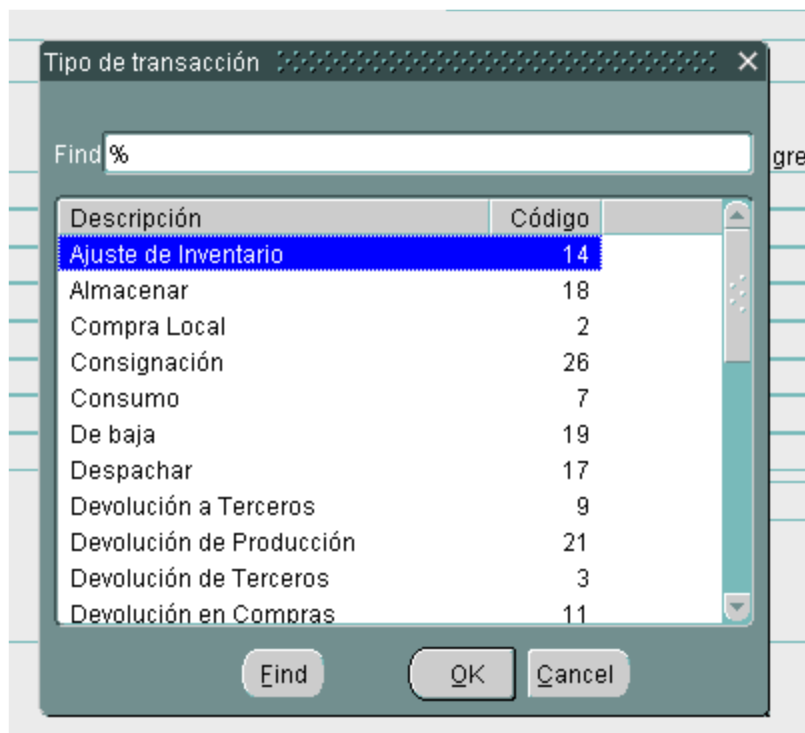 Tipo de transacción
Find %
gre
Descripción Código
Ajuste de Inventario 14
Almacenar 18
Compra Local 2
Consignación 26
Consumo 7
De baja 19
Despachar 17
Devolución a Terceros 9
Devolución de Producción 21
Devolución de Terceros 3
Devolución en Compras 11
Find OK Cancel